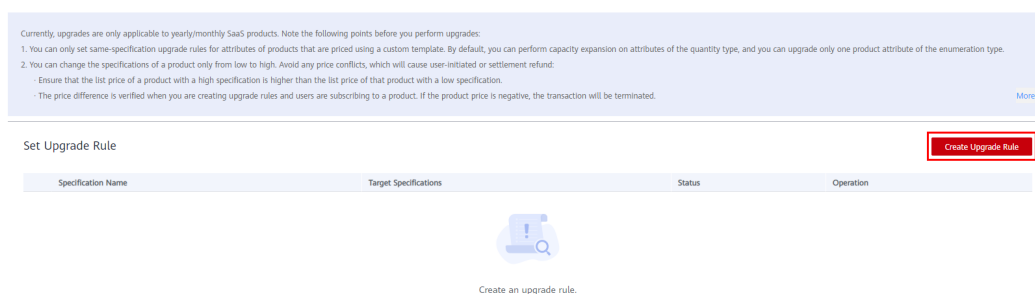 Currently, upgrades are only applicable to yearly/monthly SaaS products. Note the following points before you perform upgrades:
1. You can only set same-specification upgrade rules for attributes of products that are priced using a custom template. By default, you can perform capacity expansion on attributes of the quantity type, and you can upgrade only one product attribute of the enumeration type.
2. You can change the specifications of a product only from low to high. Avoid any price conflicts, which will cause user-initiated or settlement refund:
- Ensure that the list price of a product with a high specification is higher than the list price of that product with a low specification.
- The price difference is verified when you are creating upgrade rules and users are subscribing to a product. If the product price is negative, the transaction will be terminated. More
Set Upgrade Rule Create Upgrade Rule
Specification Name Target Specifications Status Operation
Create an upgrade rule.